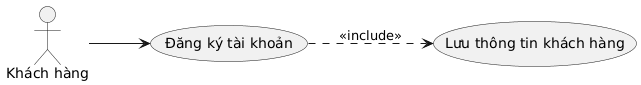 Khách hàng
Đăng ký tài khoản
«include»
Lưu thông tin khách hàng